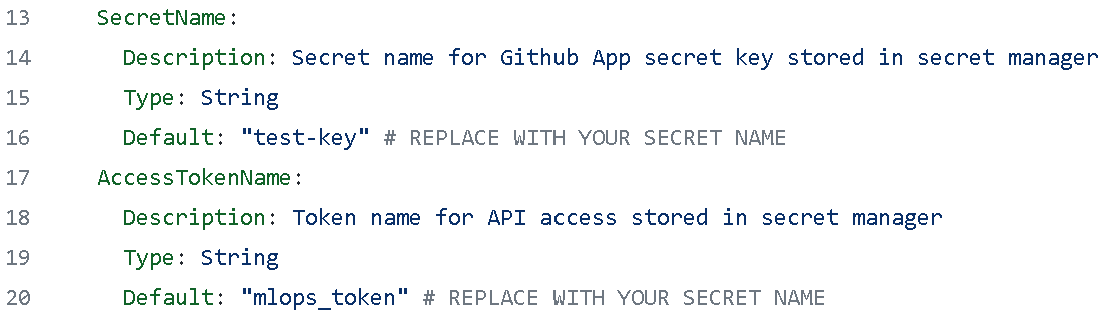 13 SecretName:
14 Description: Secret name for Github App secret key stored in secret manager
15 Type: String
16 Default: "test-key" # REPLACE WITH YOUR SECRET NAME
17 AccessTokenName:
18 Description: Token name for API access stored in secret manager
19 Type: String
20 Default: "mlops_token" # REPLACE WITH YOUR SECRET NAME